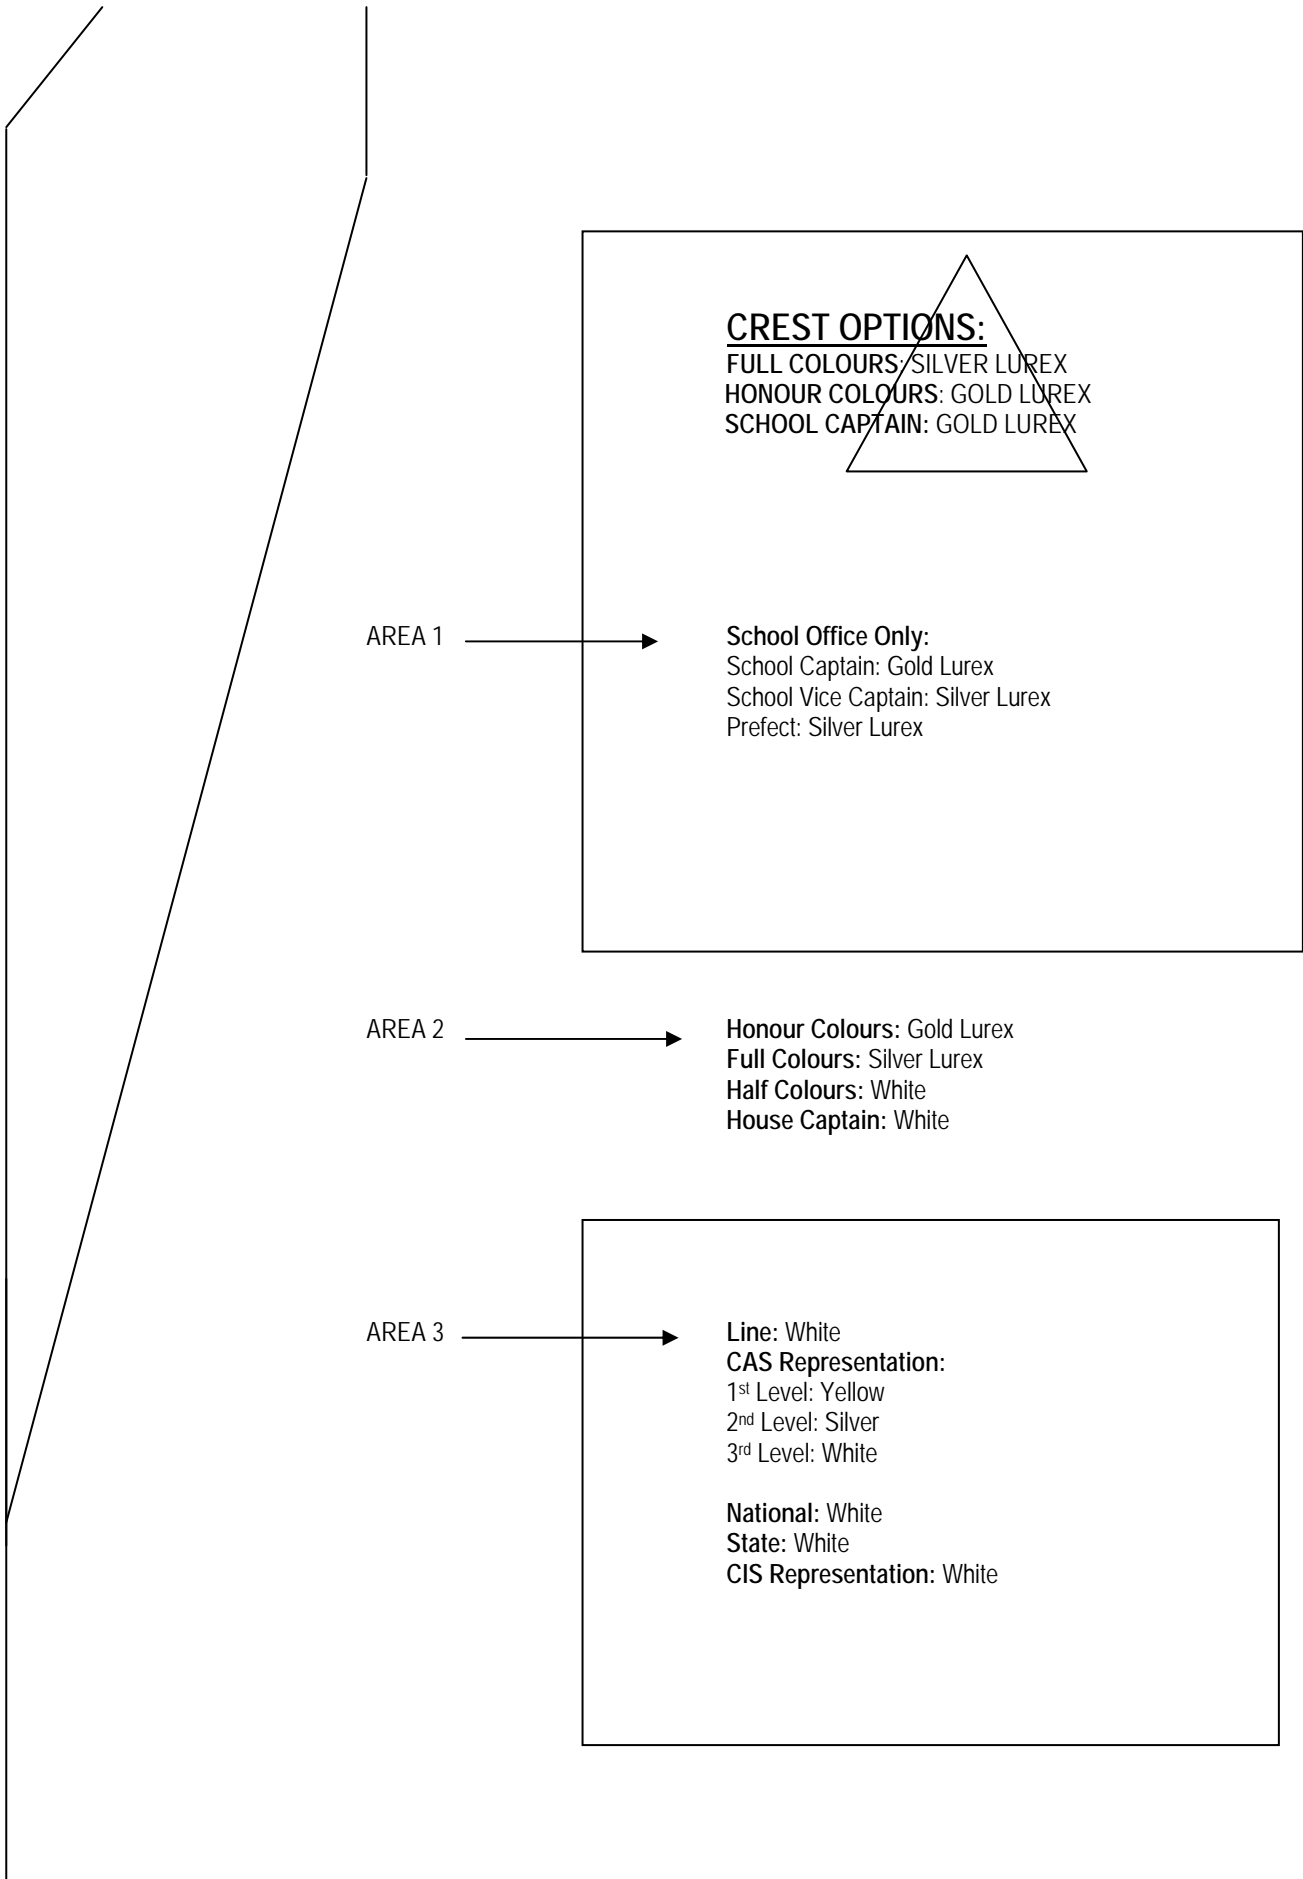 CREST OPTIONS:
FULL COLOURS: SILVER LUREX
HONOUR COLOURS: GOLD LUREX
SCHOOL CAPTAIN: GOLD LUREX
AREA 1
School Office Only:
School Captain: Gold Lurex
School Vice Captain: Silver Lurex
Prefect: Silver Lurex
AREA 2
Honour Colours: Gold Lurex
Full Colours: Silver Lurex
Half Colours: White
House Captain: White
AREA 3
Line: White
CAS Representation:
1st Level: Yellow
2nd Level: Silver
3rd Level: White
National: White
State: White
CIS Representation: White